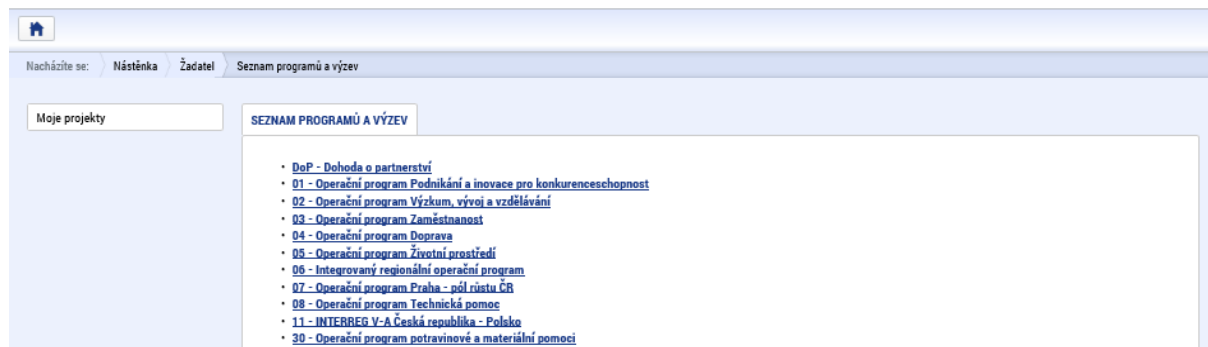 Nacházíte se: Nástěnka Žadatel Seznam programů a výzev
Moje projekty
SEZNAM PROGRAMŮ A VÝZEV
• DoP - Dohoda o partnerství
• 01 - Operační program Podnikání a inovace pro konkurenceschopnost
• 02 - Operační program Výzkum, vývoj a vzdělávání
• 03 - Operační program Zaměstnanost
• 04 - Operační program Doprava
• 05 - Operační program Životní prostředí
• 06 - Integrovaný regionální operační program
• 07 - Operační program Praha - pól růstu ČR
• 08 - Operační program Technická pomoc
• 11 - INTERREG V-A Česká republika - Polsko
• 30 - Operační program potravinové a materiální pomoci